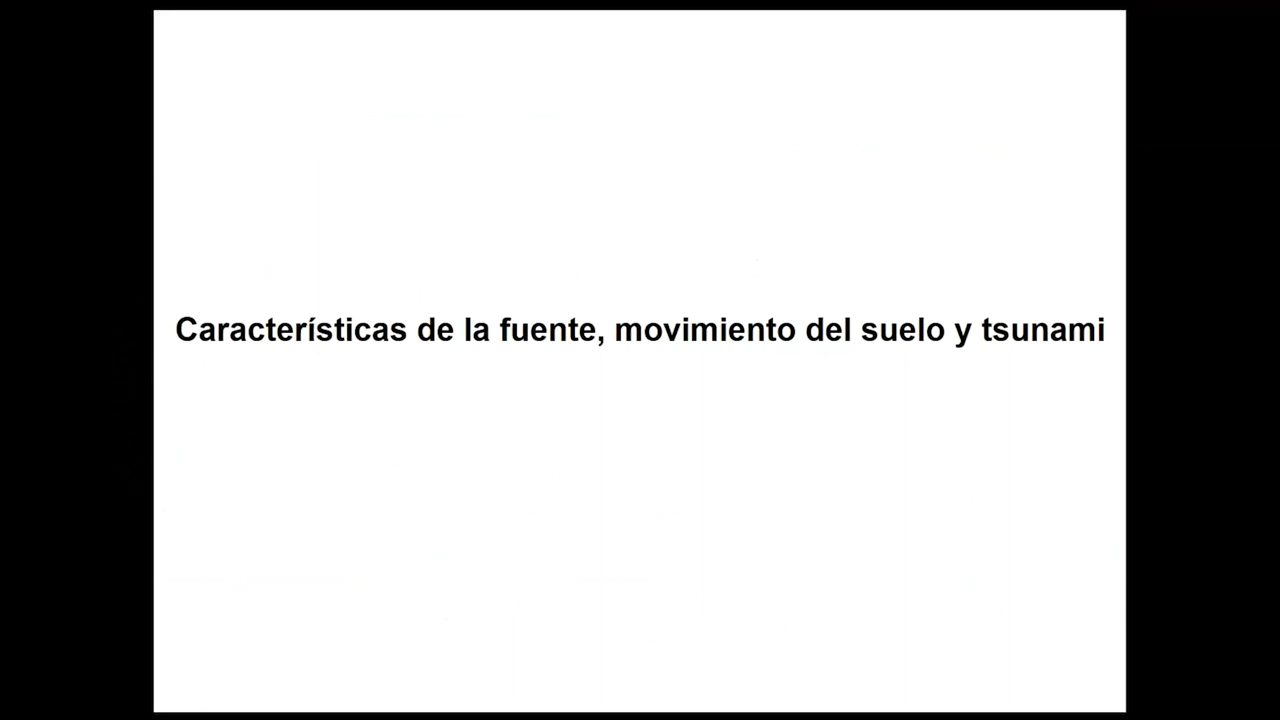 Características de la fuente, movimiento del suelo y tsunami